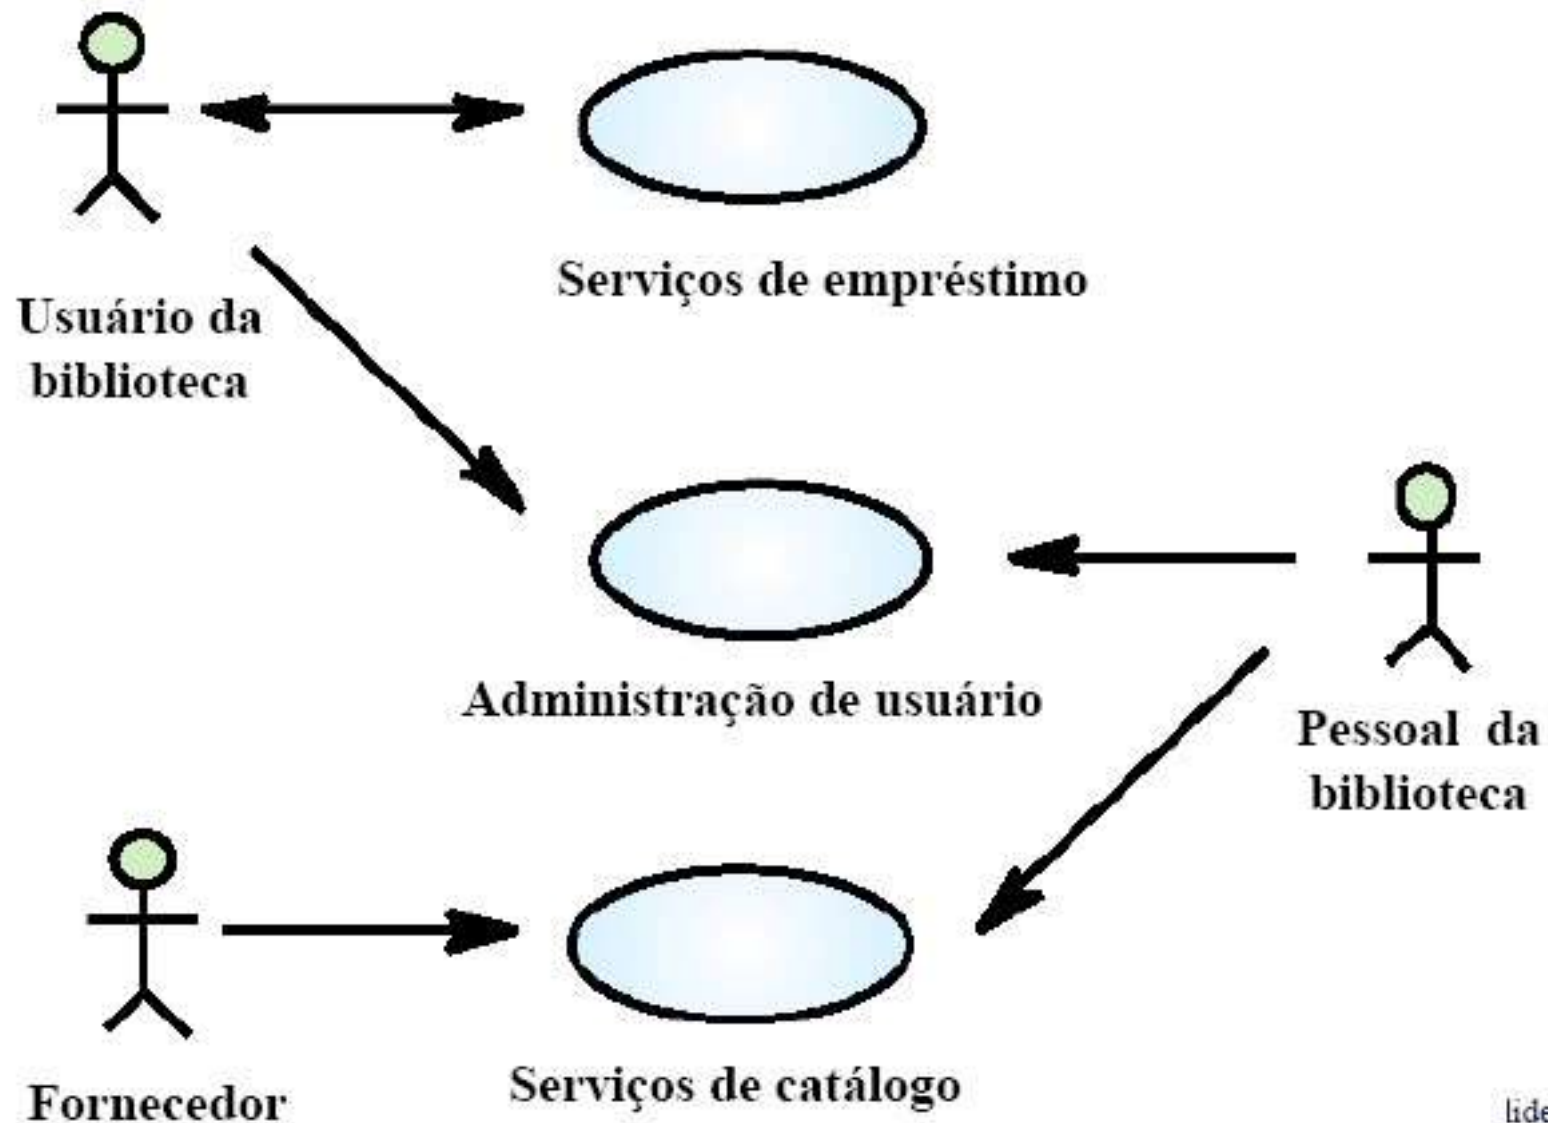 Serviços de empréstimo
Usuário da
biblioteca
Administração de usuário
Pessoal da
biblioteca
Fornecedor
Serviços de catálogo